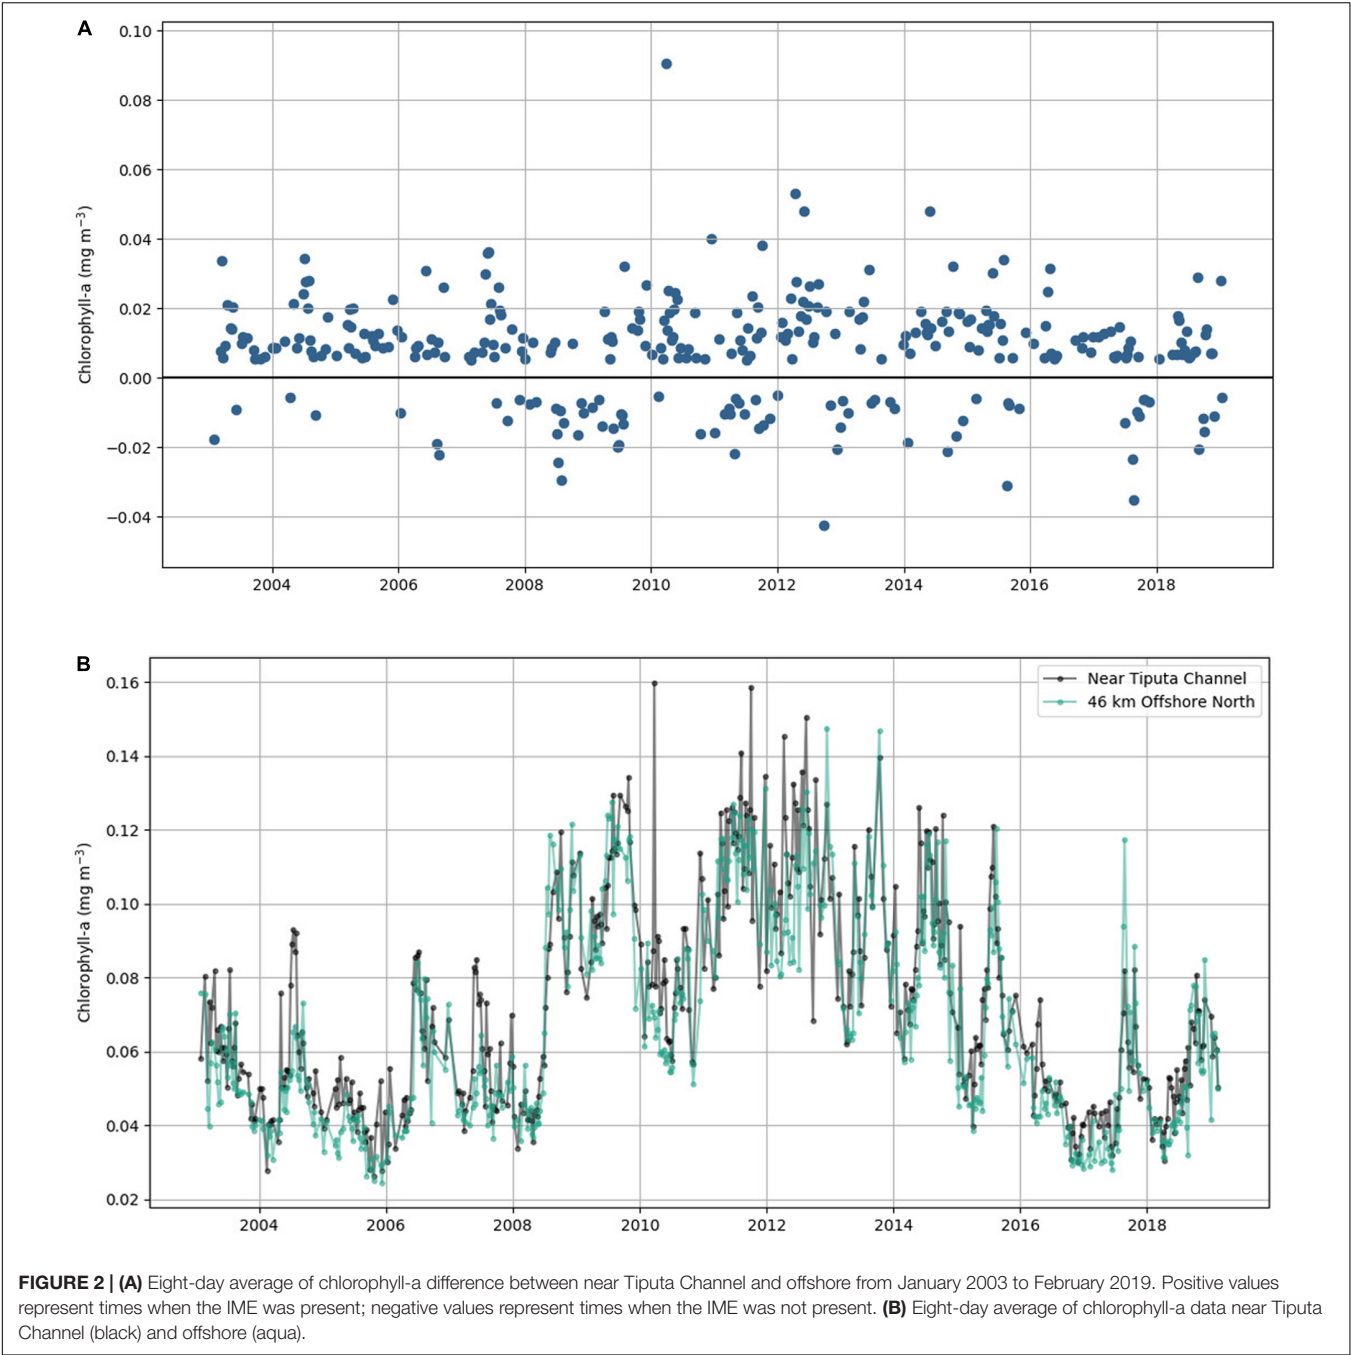 A
0.10
0.08
0.06
0.04
0.02
0.00
−0.02
−0.04
Chlorophyll-a (mg m⁻³)
2004 2006 2008 2010 2012 2014 2016 2018
B
Near Tiputa Channel
46 km Offshore North
0.16
0.14
0.12
0.10
0.08
0.06
0.04
0.02
Chlorophyll-a (mg m⁻³)
2004 2006 2008 2010 2012 2014 2016 2018
FIGURE 2 | (A) Eight-day average of chlorophyll-a difference between near Tiputa Channel and offshore from January 2003 to February 2019. Positive values
represent times when the IME was present; negative values represent times when the IME was not present. (B) Eight-day average of chlorophyll-a data near Tiputa
Channel (black) and offshore (aqua).